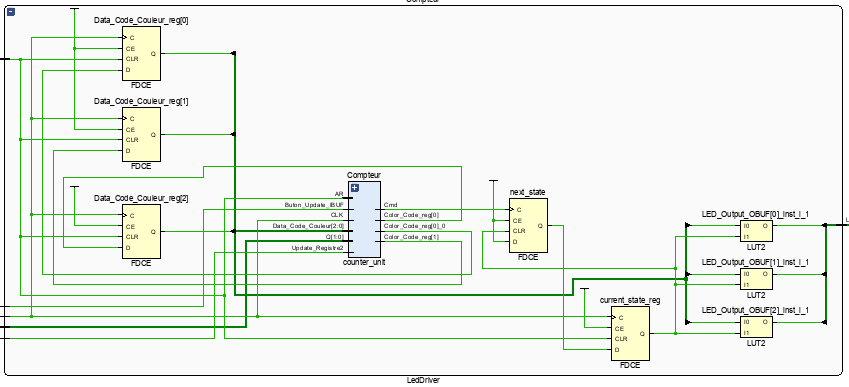 Compteur
Data_Code_Couleur_reg[0]
C
CE
CLR
D
Q
FDCE
Data_Code_Couleur_reg[1]
C
CE
CLR
D
Q
FDCE
Data_Code_Couleur_reg[2]
C
CE
CLR
D
Q
FDCE
Compteur
AR
Buton_Update_IBUF
CLK
Data_Code_Couleur[2:0]
Q[1:0]
Update_Registre2
Cmd
Color_Code_reg[0]
Color_Code_reg[0]_0
Color_Code_reg[1]
counter_unit
next_state
C
CE
CLR
D
Q
FDCE
current_state_reg
C
CE
CLR
D
Q
FDCE
LED_Output_OBUF[0]_inst_i_1
I0
I1
O
LUT2
LED_Output_OBUF[1]_inst_i_1
I0
I1
O
LUT2
LED_Output_OBUF[2]_inst_i_1
I0
I1
O
LUT2
L
LedDriver